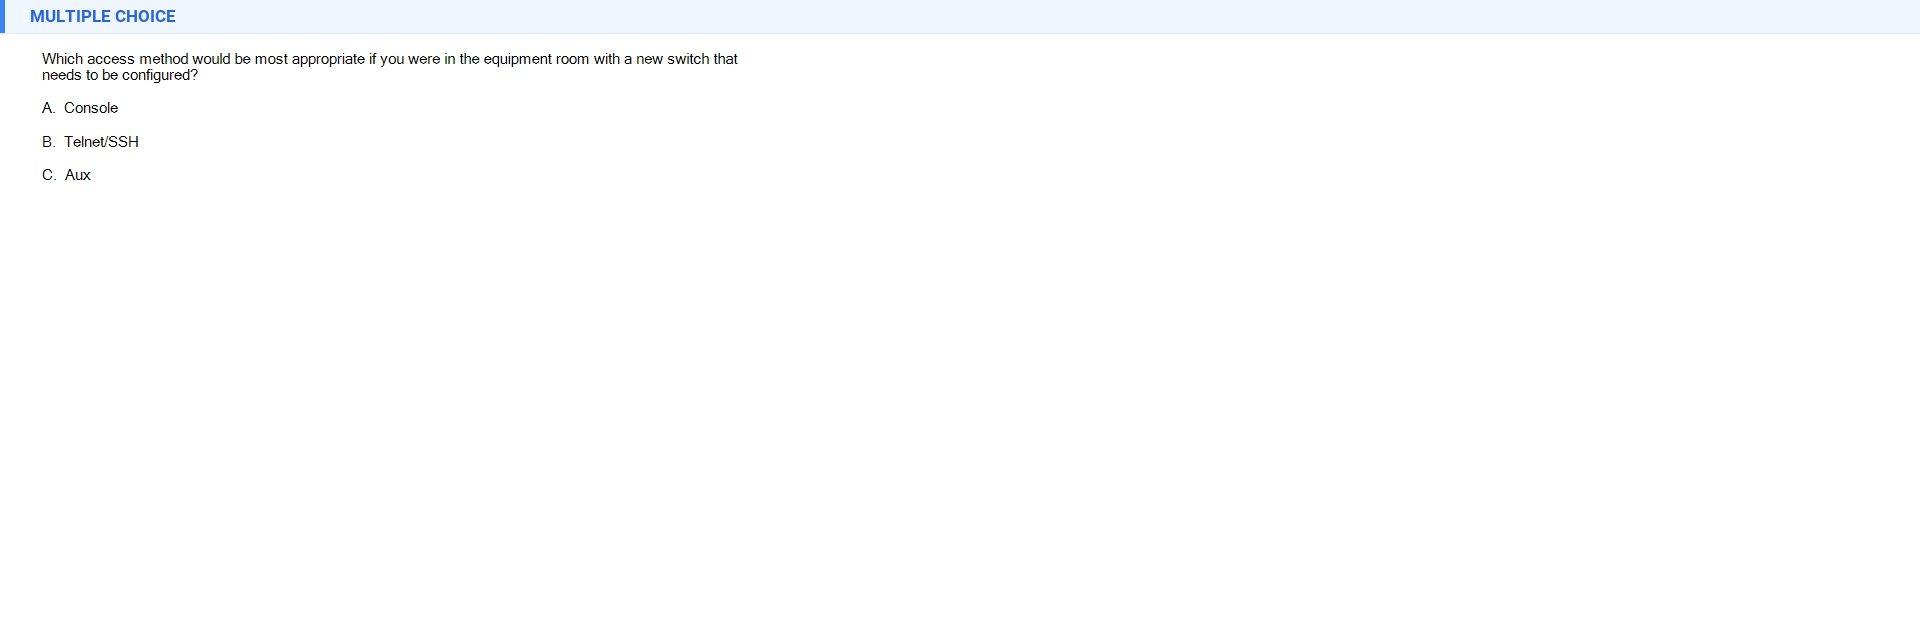 MULTIPLE CHOICE
Which access method would be most appropriate if you were in the equipment room with a new switch that
needs to be configured?
A. Console
B. Telnet/SSH
C. Aux